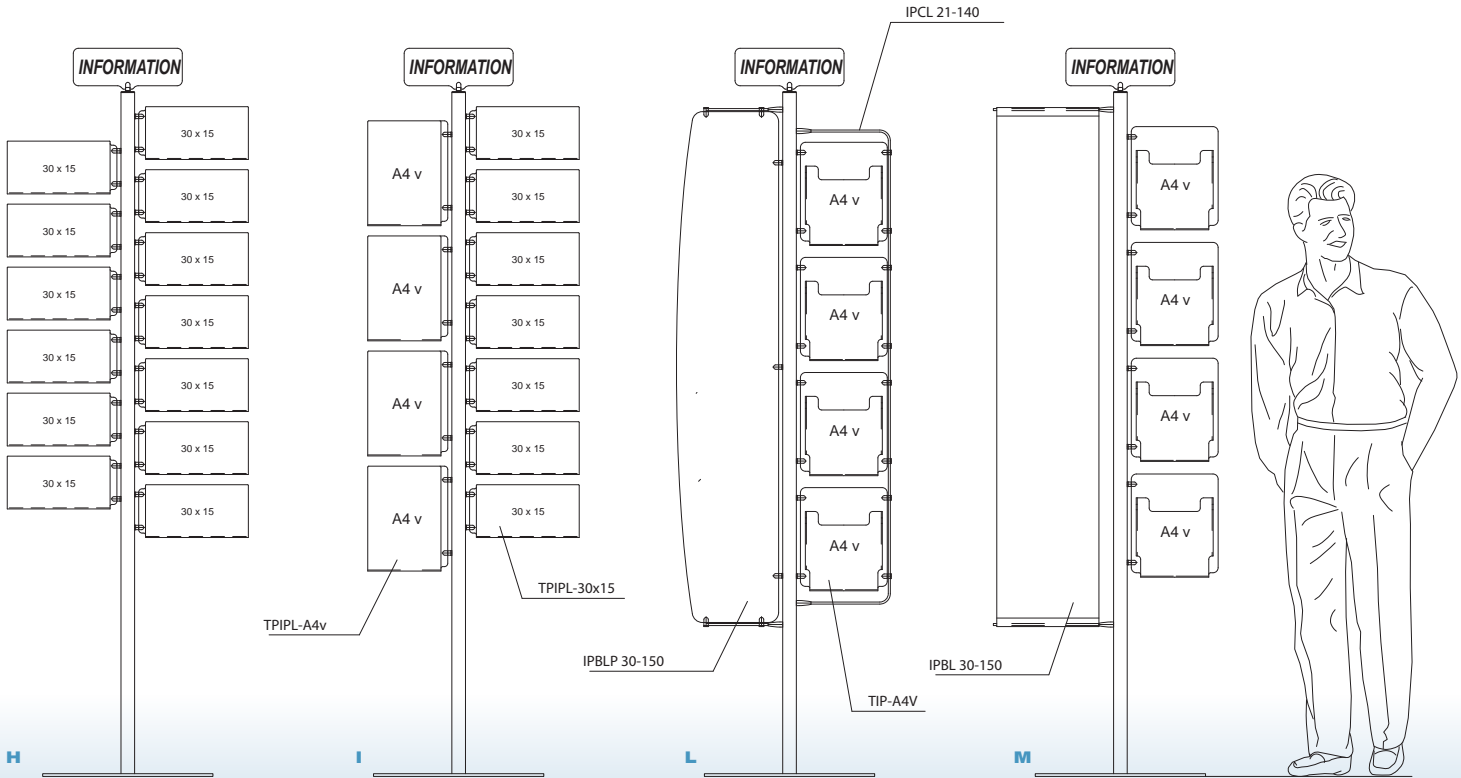 IPCL 21-140
INFORMATION
INFORMATION
INFORMATION
INFORMATION
30 x 15
30 x 15
30 x 15
30 x 15
30 x 15
30 x 15
30 x 15
30 x 15
30 x 15
30 x 15
30 x 15
30 x 15
30 x 15
A4 v
A4 v
A4 v
A4 v
30 x 15
30 x 15
30 x 15
30 x 15
30 x 15
30 x 15
30 x 15
A4 v
A4 v
A4 v
A4 v
A4 v
A4 v
A4 v
A4 v
TPIPL-30x15
TPIPL-A4v
IPBLP 30-150
IPBL 30-150
TIP-A4V
H
I
L
M